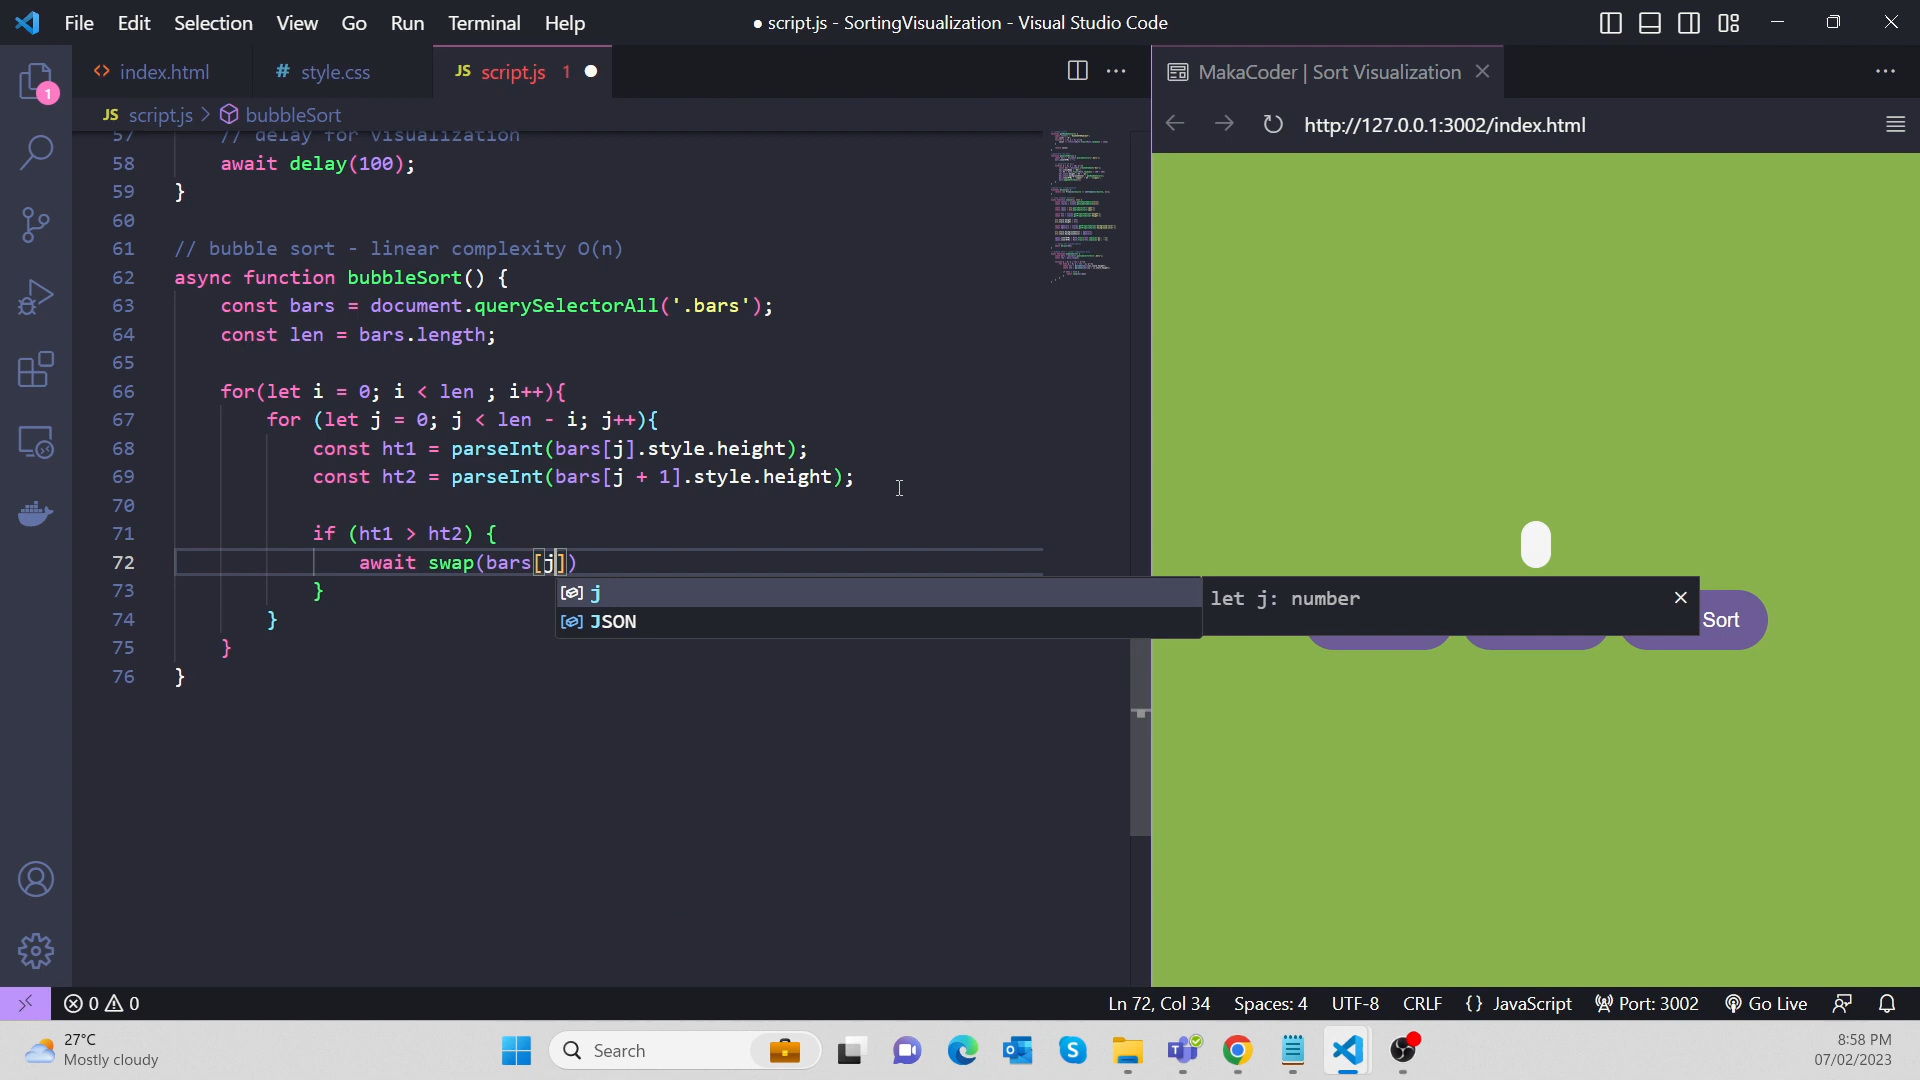 File Edit Selection View Go Run Terminal Help
● script.js - SortingVisualization - Visual Studio Code
index.html
# style.css
JS script.js 1 ●
MakaCoder | Sort Visualization
JS script.js > bubbleSort
http://127.0.0.1:3002/index.html
57 // delay for visualization
58 await delay(100);
59 }
60
61 // bubble sort - linear complexity O(n)
62 async function bubbleSort() {
63 const bars = document.querySelectorAll('.bars');
64 const len = bars.length;
65
66 for(let i = 0; i < len ; i++){
67 for (let j = 0; j < len - i; j++){
68 const ht1 = parseInt(bars[j].style.height);
69 const ht2 = parseInt(bars[j + 1].style.height);
70
71 if (ht1 > ht2) {
72 await swap(bars[j])
73 }
74 }
75 }
76 }
j
JSON
let j: number
Sort
1
0 0
Ln 72, Col 34 Spaces: 4 UTF-8 CRLF {} JavaScript Port: 3002 Go Live
27°C
Mostly cloudy
Search
8:58 PM
07/02/2023